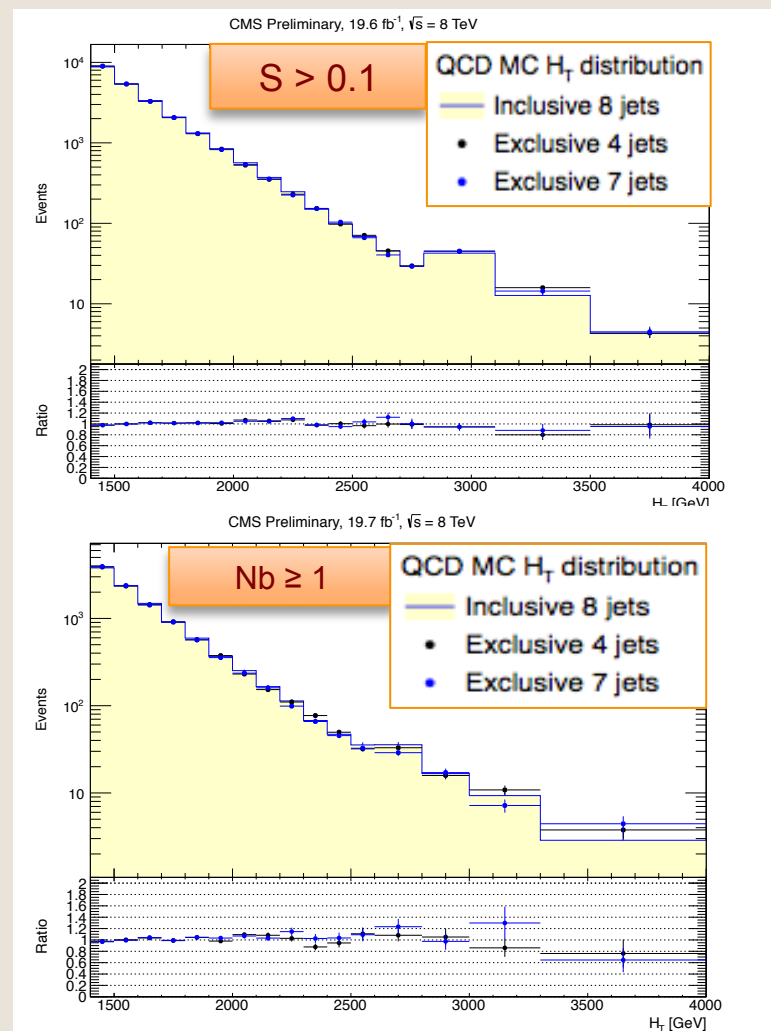 CMS Preliminary, 19.6 fb⁻¹, √s = 8 TeV
S > 0.1
QCD MC H_T distribution
Inclusive 8 jets
Exclusive 4 jets
Exclusive 7 jets
Events
10⁴
10³
10²
10
Ratio
2
1.8
1.6
1.4
1.2
1
0.8
0.6
0.4
0.2
0
1500 2000 2500 3000 3500 4000
[GeV]
CMS Preliminary, 19.7 fb⁻¹, √s = 8 TeV
Nb ≥ 1
QCD MC H_T distribution
Inclusive 8 jets
Exclusive 4 jets
Exclusive 7 jets
Events
10³
10²
10
Ratio
2
1.8
1.6
1.4
1.2
1
0.8
0.6
0.4
0.2
0
1500 2000 2500 3000 3500 4000
H_T [GeV]